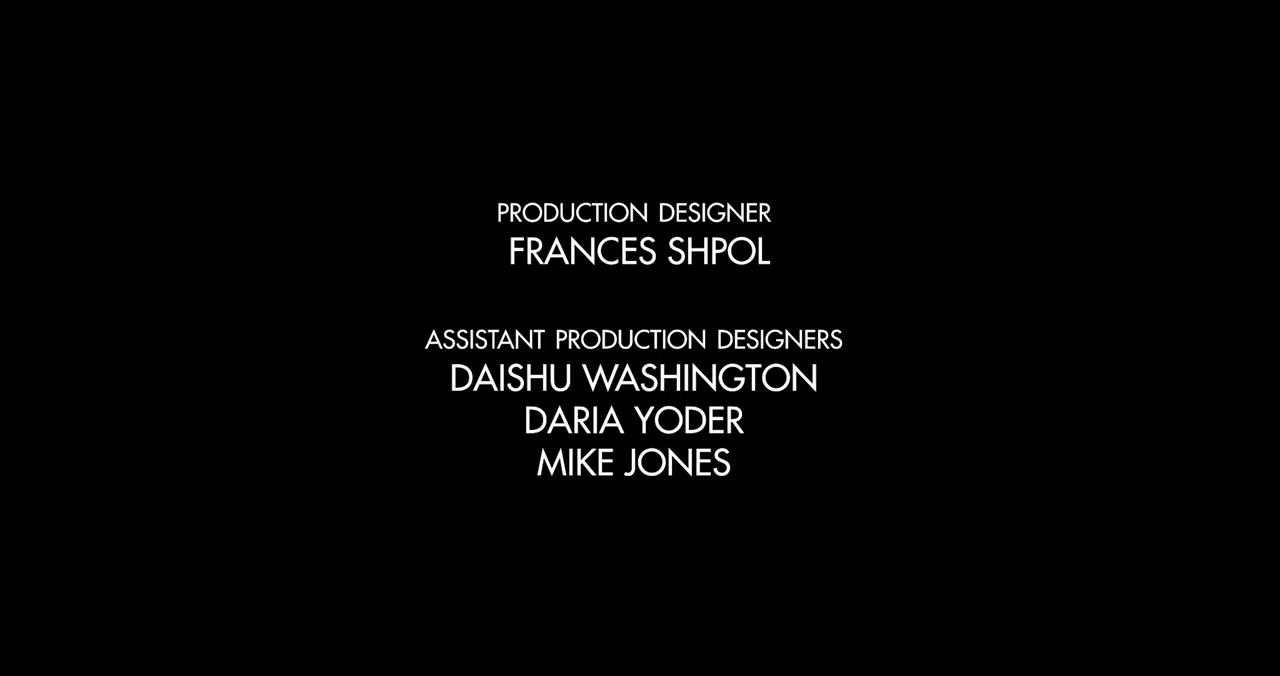 PRODUCTION DESIGNER
FRANCES SHPOL
ASSISTANT PRODUCTION DESIGNERS
DAISHU WASHINGTON
DARIA YODER
MIKE JONES